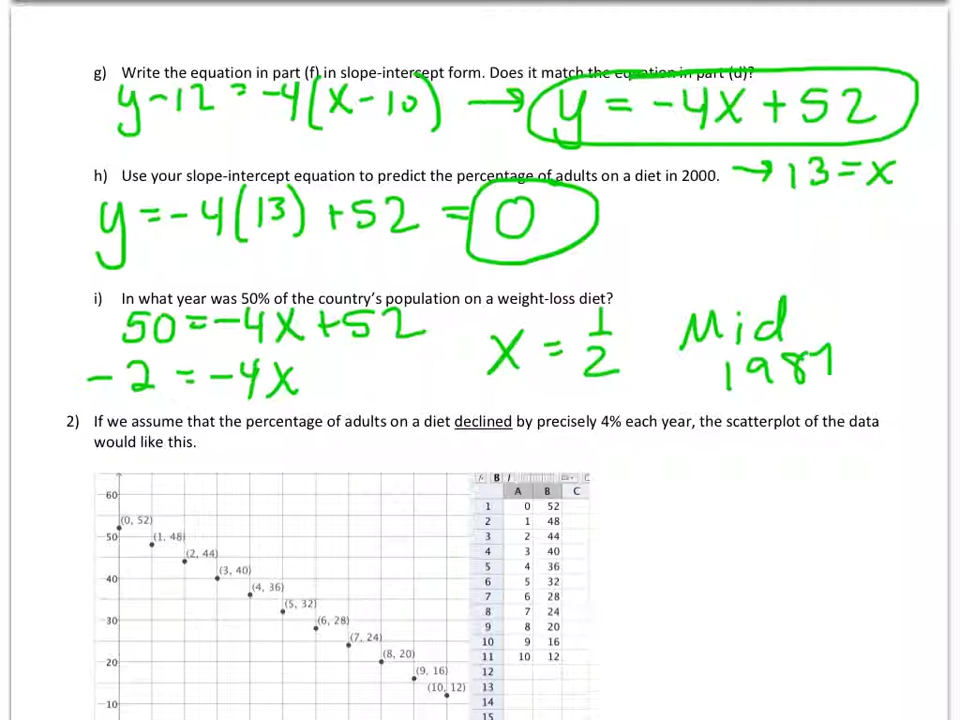 g) Write the equation in part (f) in slope-intercept form. Does it match the equation in part (d)?
y - 12 = -4(x - 10) → y = -4x + 52
h) Use your slope-intercept equation to predict the percentage of adults on a diet in 2000. → 13 = x
y = -4(13) + 52 = 0
i) In what year was 50% of the country's population on a weight-loss diet?
50 = -4x + 52
-2 = -4x
x = 1/2
Mid
1987
2) If we assume that the percentage of adults on a diet declined by precisely 4% each year, the scatterplot of the data
would like this.
60
50
40
30
20
10
(0, 52)
(1, 48)
(2, 44)
(3, 40)
(4, 36)
(5, 32)
(6, 28)
(7, 24)
(8, 20)
(9, 16)
(10, 12)
B I
A B C
1 0 52
2 1 48
3 2 44
4 3 40
5 4 36
6 5 32
7 6 28
8 7 24
9 8 20
10 9 16
11 10 12
12
13
14
15